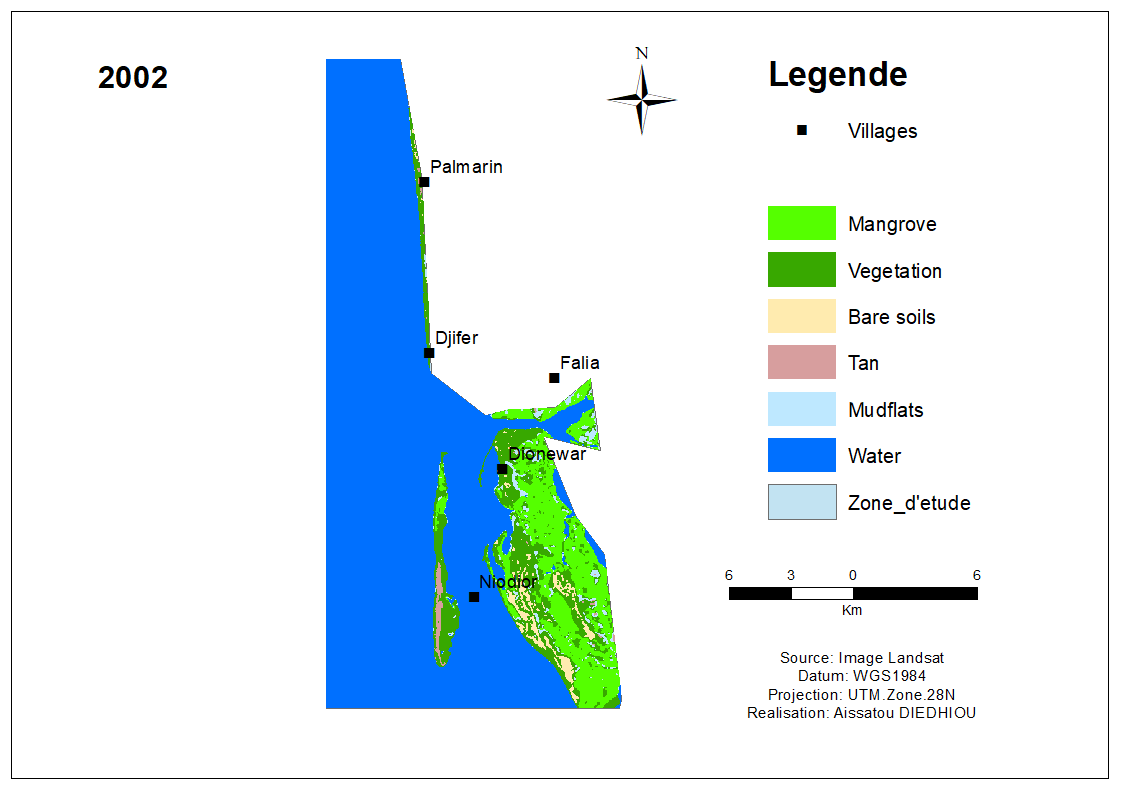 2002
N
Legende
Villages
Palmarin
Mangrove
Vegetation
Bare soils
Djifer
Falia
Tan
Mudflats
Dionewar
Water
Zone_d'etude
Niodior
6 3 0 6
Km
Source: Image Landsat
Datum: WGS1984
Projection: UTM.Zone.28N
Realisation: Aissatou DIEDHIOU